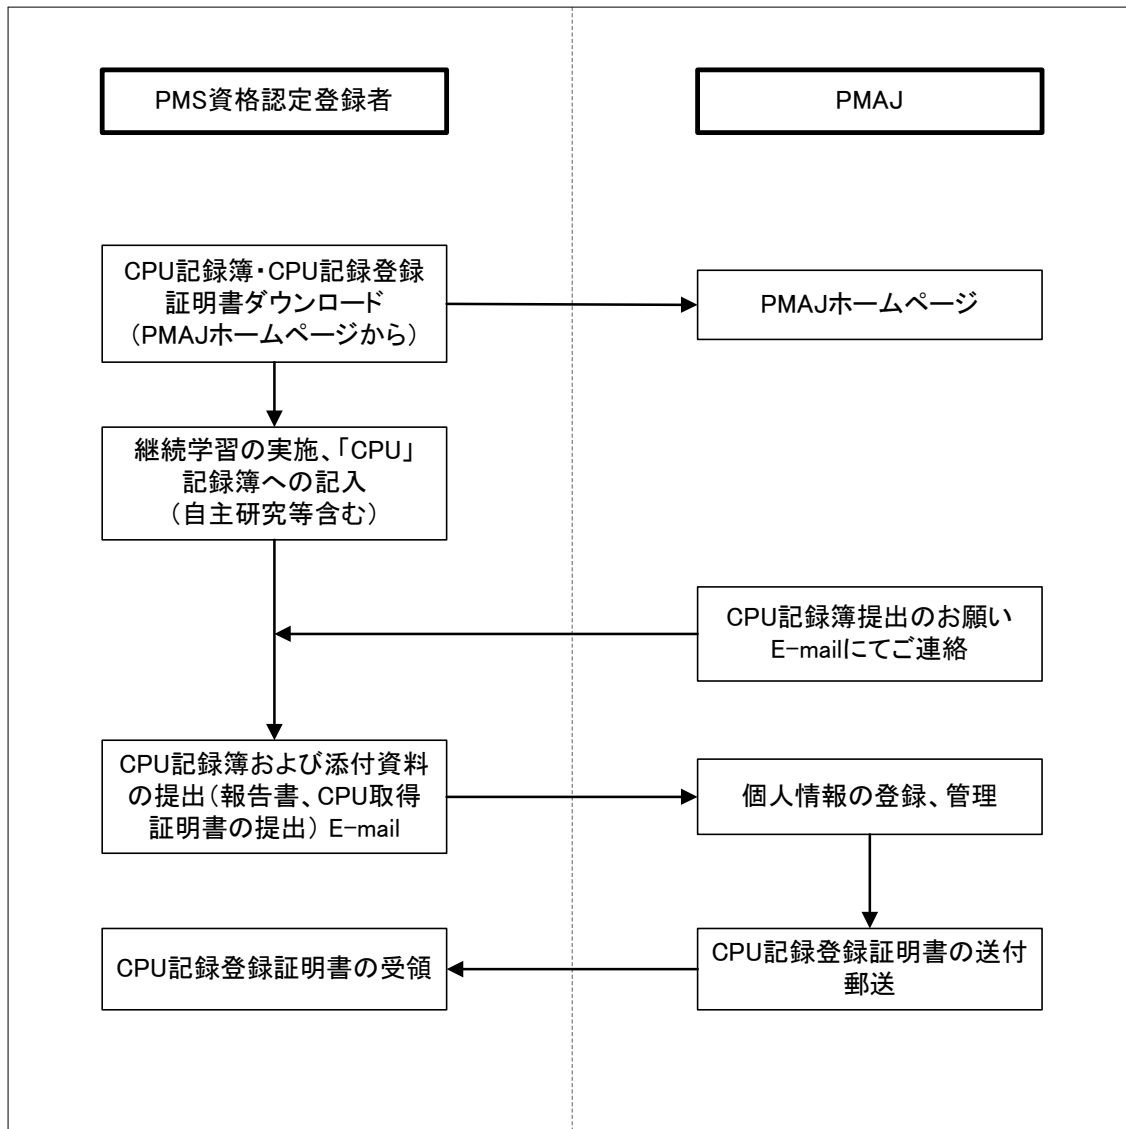 PMS資格認定登録者
PMAJ
CPU記録簿・CPU記録登録
証明書ダウンロード
（PMAJホームページから）
PMAJホームページ
継続学習の実施、「CPU」
記録簿への記入
（自主研究等含む）
CPU記録簿提出のお願い
E-mailにてご連絡
CPU記録簿および添付資料
の提出（報告書、CPU取得
証明書の提出） E-mail
個人情報の登録、管理
CPU記録登録証明書の受領
CPU記録登録証明書の送付
郵送